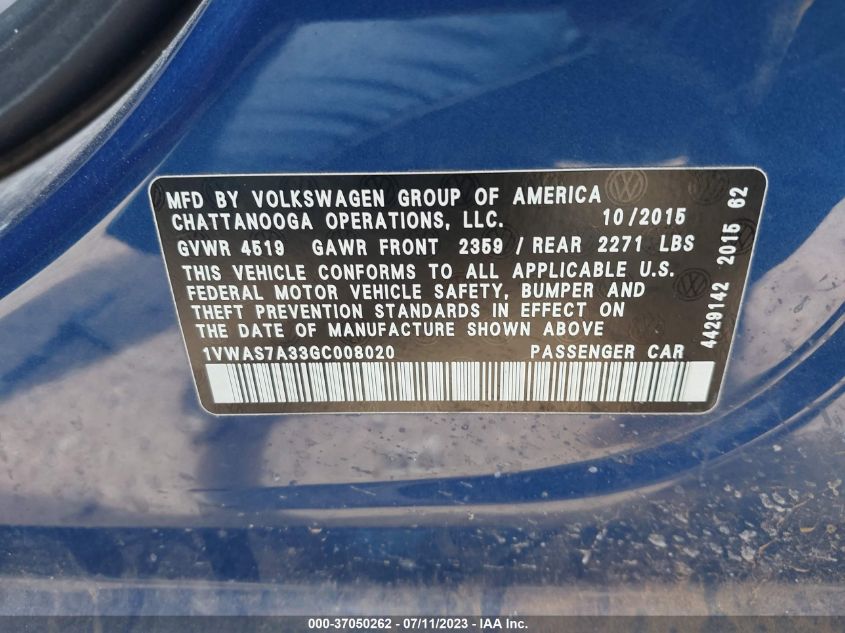 MFD BY VOLKSWAGEN GROUP OF AMERICA
CHATTANOOGA OPERATIONS, LLC. 10/2015
GVWR 4519 GAWR FRONT 2359 / REAR 2271 LBS
THIS VEHICLE CONFORMS TO ALL APPLICABLE U.S.
FEDERAL MOTOR VEHICLE SAFETY, BUMPER AND
THEFT PREVENTION STANDARDS IN EFFECT ON
THE DATE OF MANUFACTURE SHOWN ABOVE
1VWAS7A33GC008020 PASSENGER CAR
4429142 2015 62
000-37050262 - 07/11/2023 - IAA Inc.